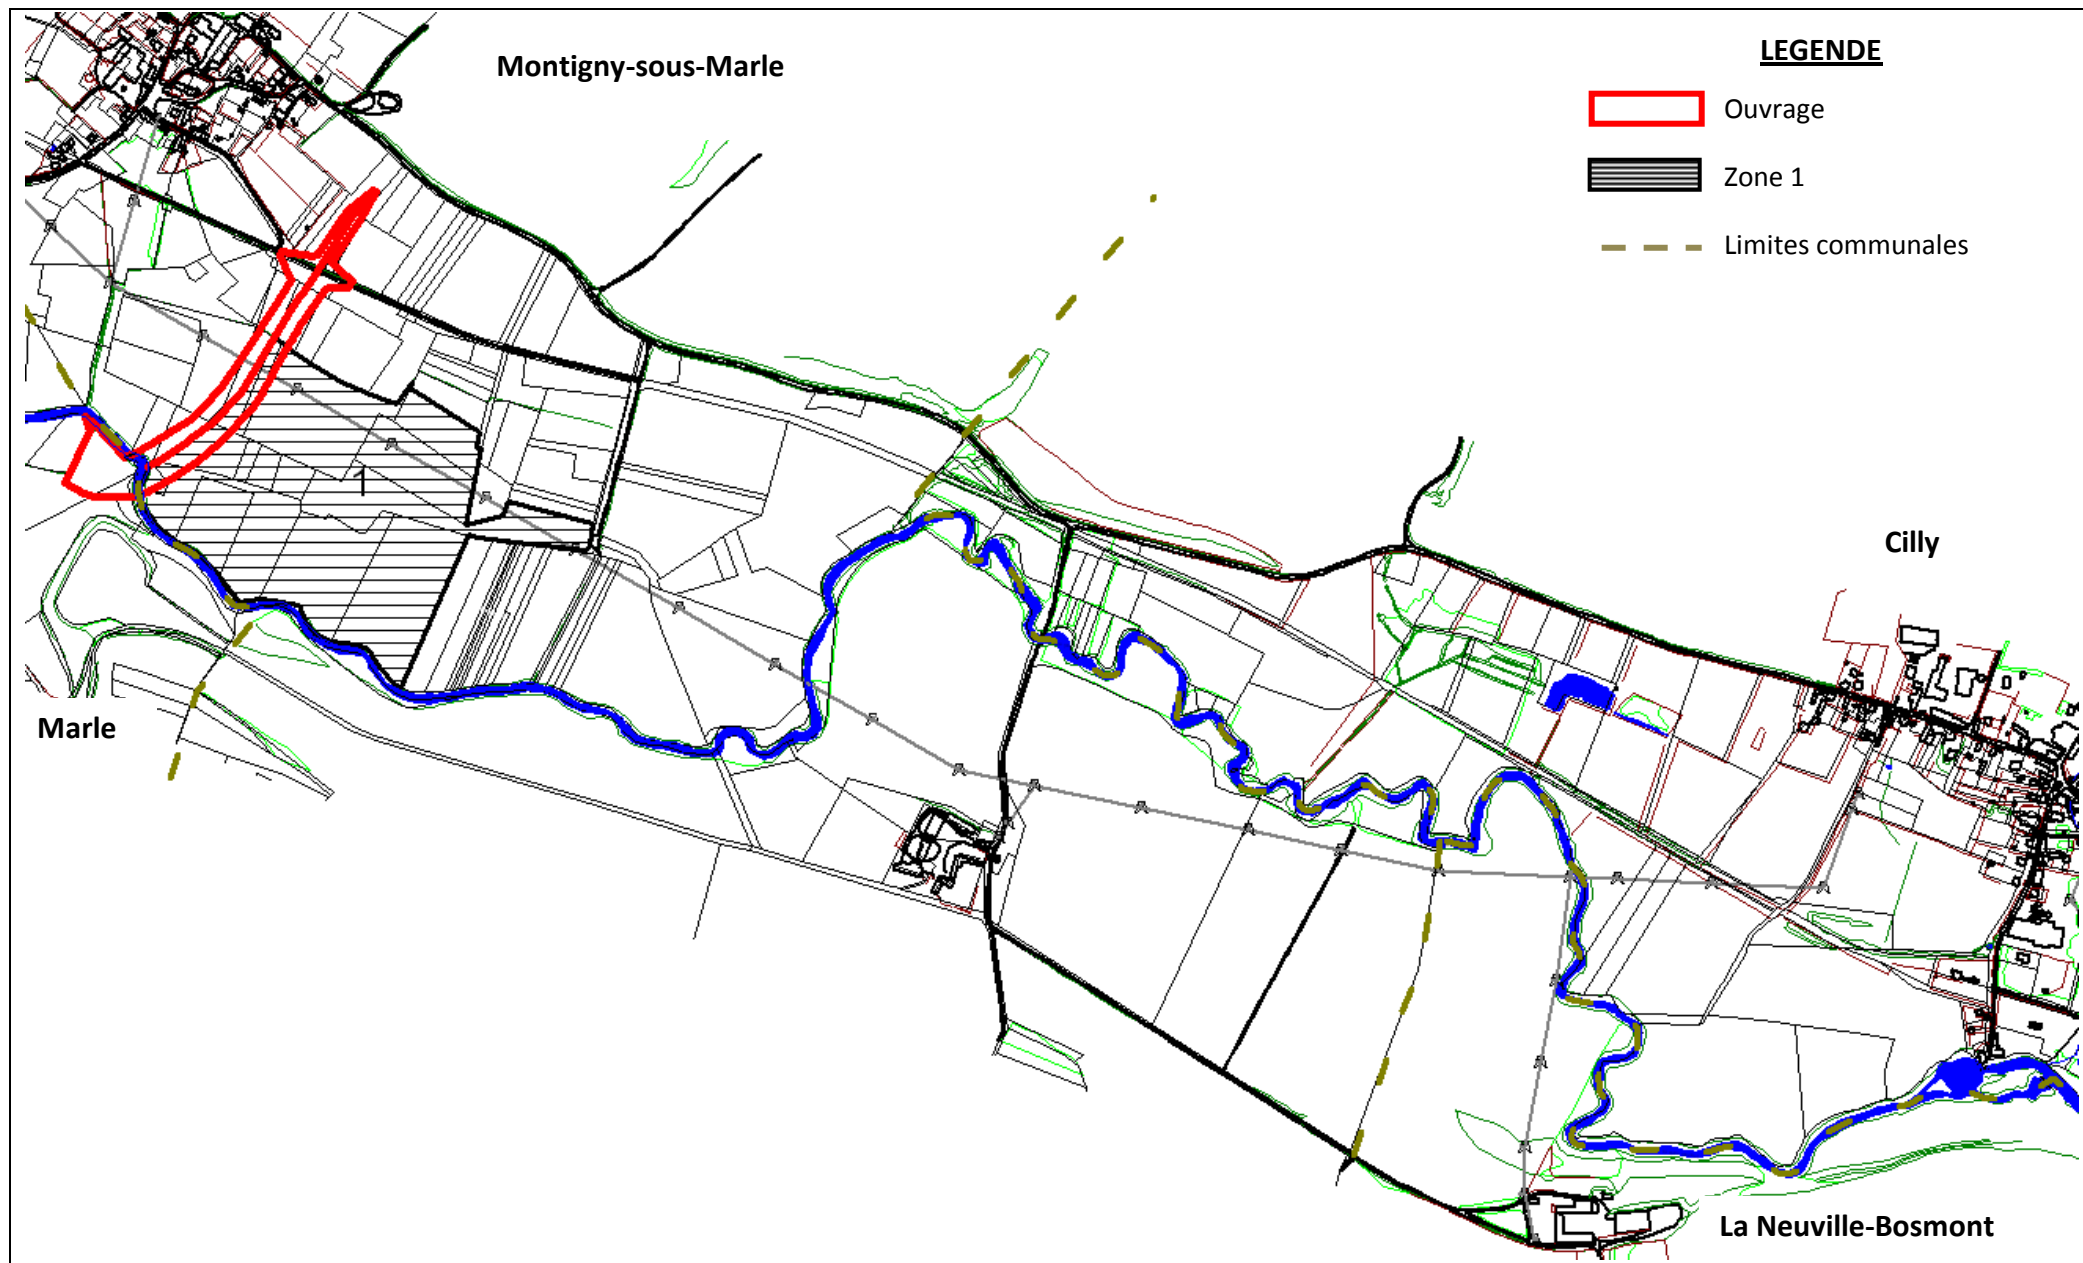 Montigny-sous-Marle
LEGENDE
Ouvrage
Zone 1
Limites communales
1
Cilly
Marle
La Neuville-Bosmont